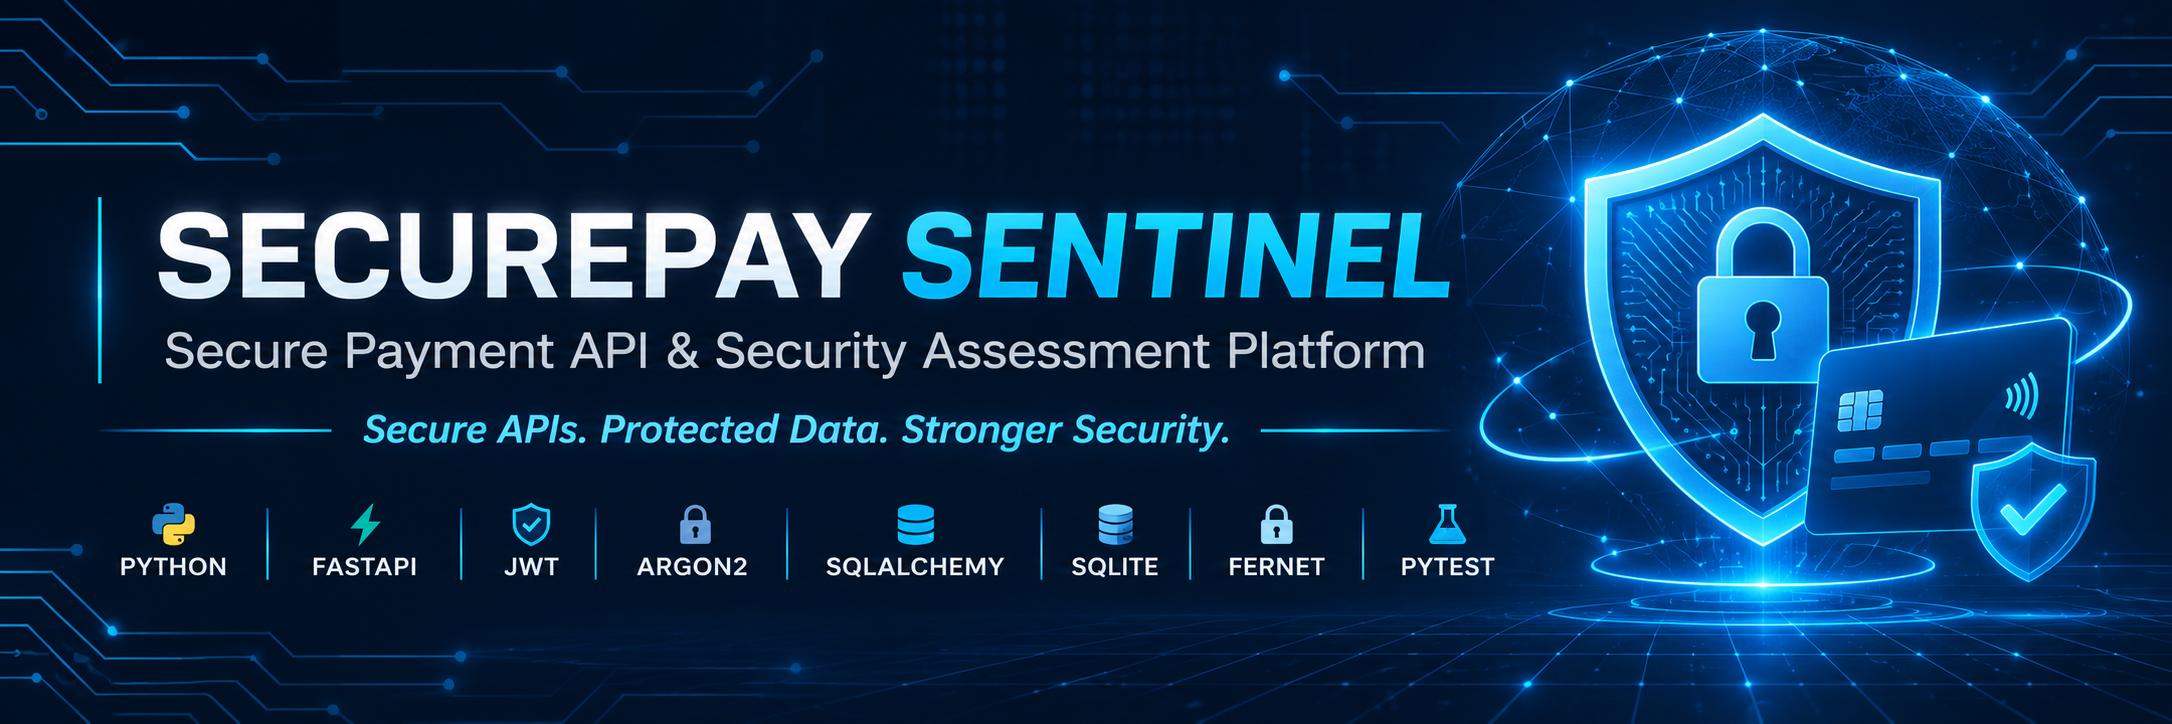 SECUREPAY SENTINEL
Secure Payment API & Security Assessment Platform
Secure APIs. Protected Data. Stronger Security.
PYTHON FASTAPI JWT ARGON2 SQLALCHEMY SQLITE FERNET PYTEST